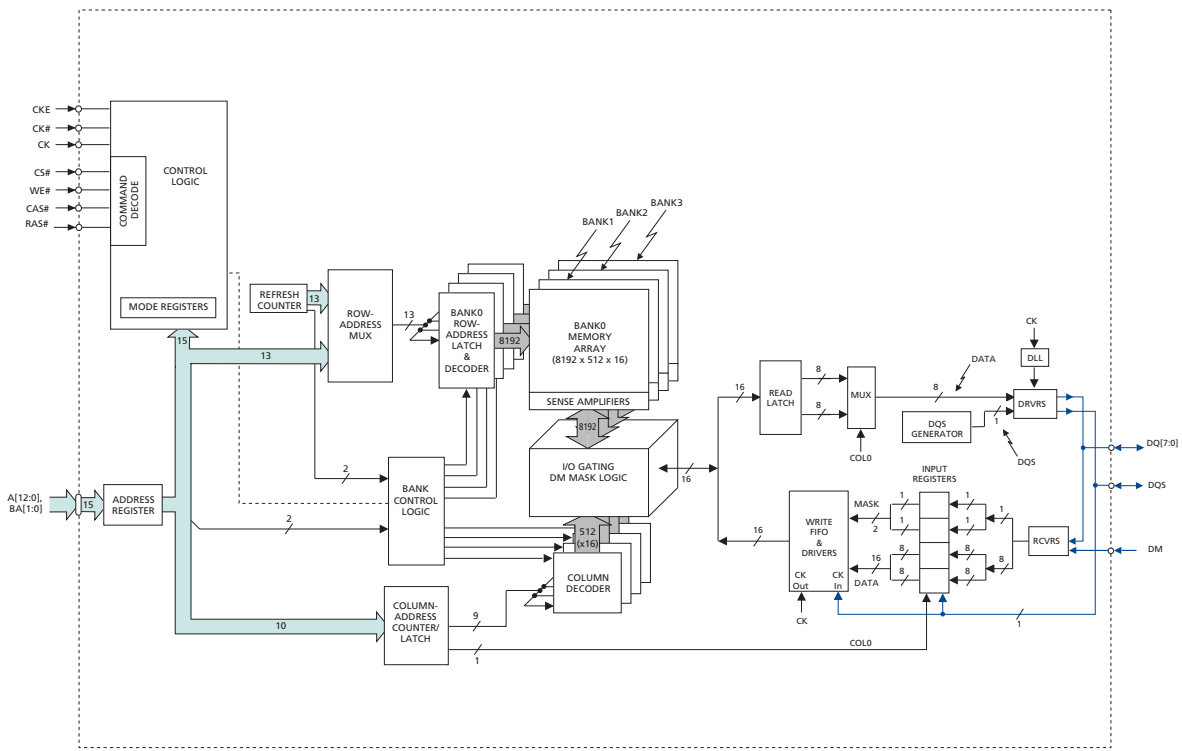 CKE
CK#
CK
CS#
WE#
CAS#
RAS#
COMMAND
DECODE
CONTROL
LOGIC
MODE REGISTERS
15
13
REFRESH
COUNTER
13
ROW-
ADDRESS
MUX
13
BANK0
ROW-
ADDRESS
LATCH
&
DECODER
8192
BANK1
BANK2
BANK3
BANK0
MEMORY
ARRAY
(8192 x 512 x 16)
SENSE AMPLIFIERS
8192
I/O GATING
DM MASK LOGIC
16
2
2
BANK
CONTROL
LOGIC
512
(x16)
COLUMN
DECODER
A[12:0],
BA[1:0]
15
ADDRESS
REGISTER
10
COLUMN-
ADDRESS
COUNTER/
LATCH
9
1
COL0
16
READ
LATCH
8
8
MUX
COL0
8
DATA
DQS
GENERATOR
1
DQS
CK
DLL
DRVRS
DQ[7:0]
DQS
DM
RCVRS
INPUT
REGISTERS
1
1
8
8
1
8
1
1
8
8
MASK
2
16
DATA
16
WRITE
FIFO
&
DRIVERS
CK
Out
CK
In
CK
1